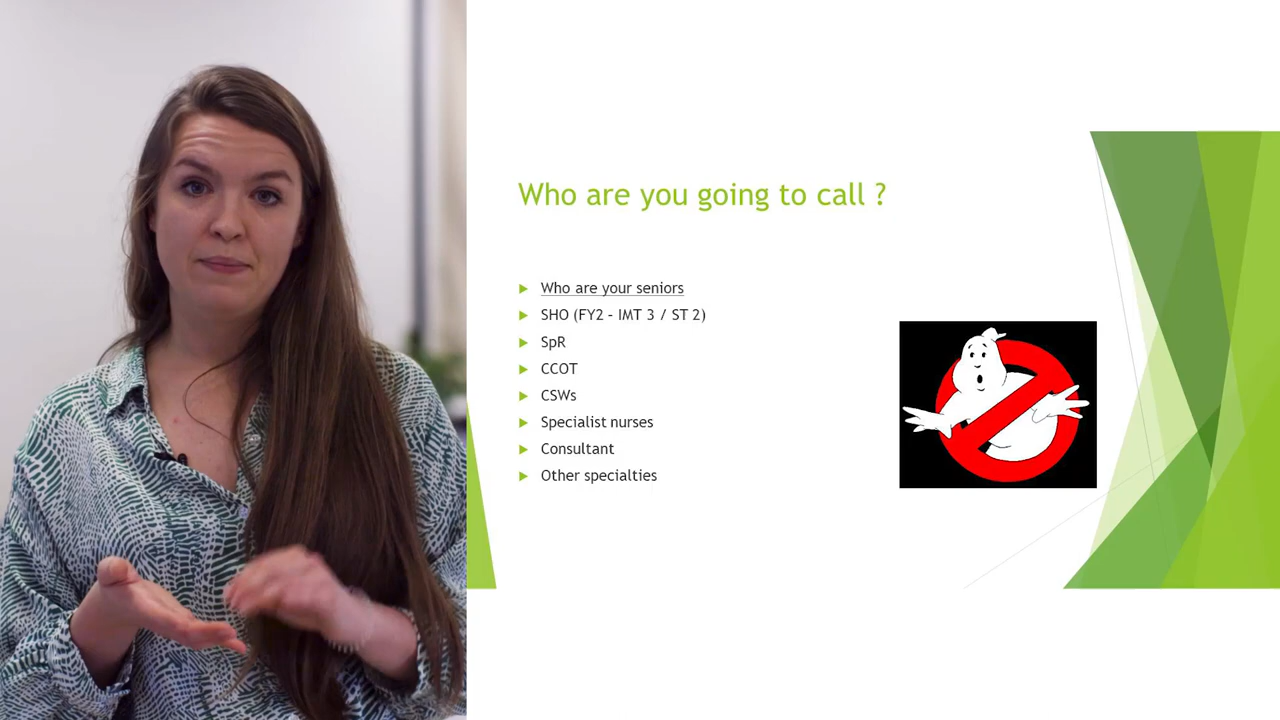 Who are you going to call ?
Who are your seniors
SHO (FY2 – IMT 3 / ST 2)
SpR
CCOT
CSWs
Specialist nurses
Consultant
Other specialties